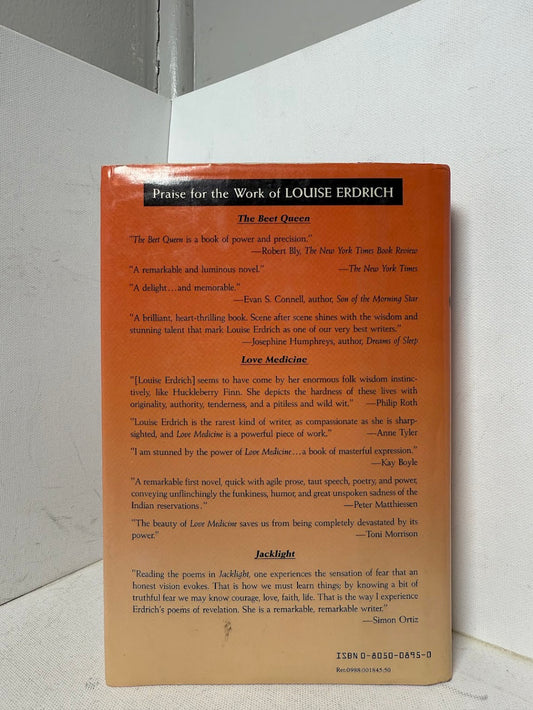 Praise for the Work of LOUISE ERDRICH
The Beet Queen
"The Beet Queen is a book of power and precision."
—Robert Bly, The New York Times Book Review
"A remarkable and luminous novel." —The New York Times
"A delight...and memorable."
—Evan S. Connell, author, Son of the Morning Star
"A brilliant, heart-thrilling book. Scene after scene shines with the wisdom and
stunning talent that mark Louise Erdrich as one of our very best writers."
—Josephine Humphreys, author, Dreams of Sleep
Love Medicine
"[Louise Erdrich] seems to have come by her enormous folk wisdom instinc-
tively, like Huckleberry Finn. She depicts the hardness of these lives with
originality, authority, tenderness, and a pitiless and wild wit." —Philip Roth
"Louise Erdrich is the rarest kind of writer, as compassionate as she is sharp-
sighted, and Love Medicine is a powerful piece of work." —Anne Tyler
"I am stunned by the power of Love Medicine...a book of masterful expression."
—Kay Boyle
"A remarkable first novel, quick with agile prose, taut speech, poetry, and power,
conveying unflinchingly the funkiness, humor, and great unspoken sadness of the
Indian reservations." —Peter Matthiessen
"The beauty of Love Medicine saves us from being completely devastated by its
power." —Toni Morrison
Jacklight
"Reading the poems in Jacklight, one experiences the sensation of fear that an
honest vision evokes. That is how we must learn things; by knowing a bit of
truthful fear we may know courage, love, faith, life. That is the way I experience
Erdrich's poems of revelation. She is a remarkable, remarkable writer."
—Simon Ortiz
ISBN 0-8050-0895-0
Ret.0988.001845.50